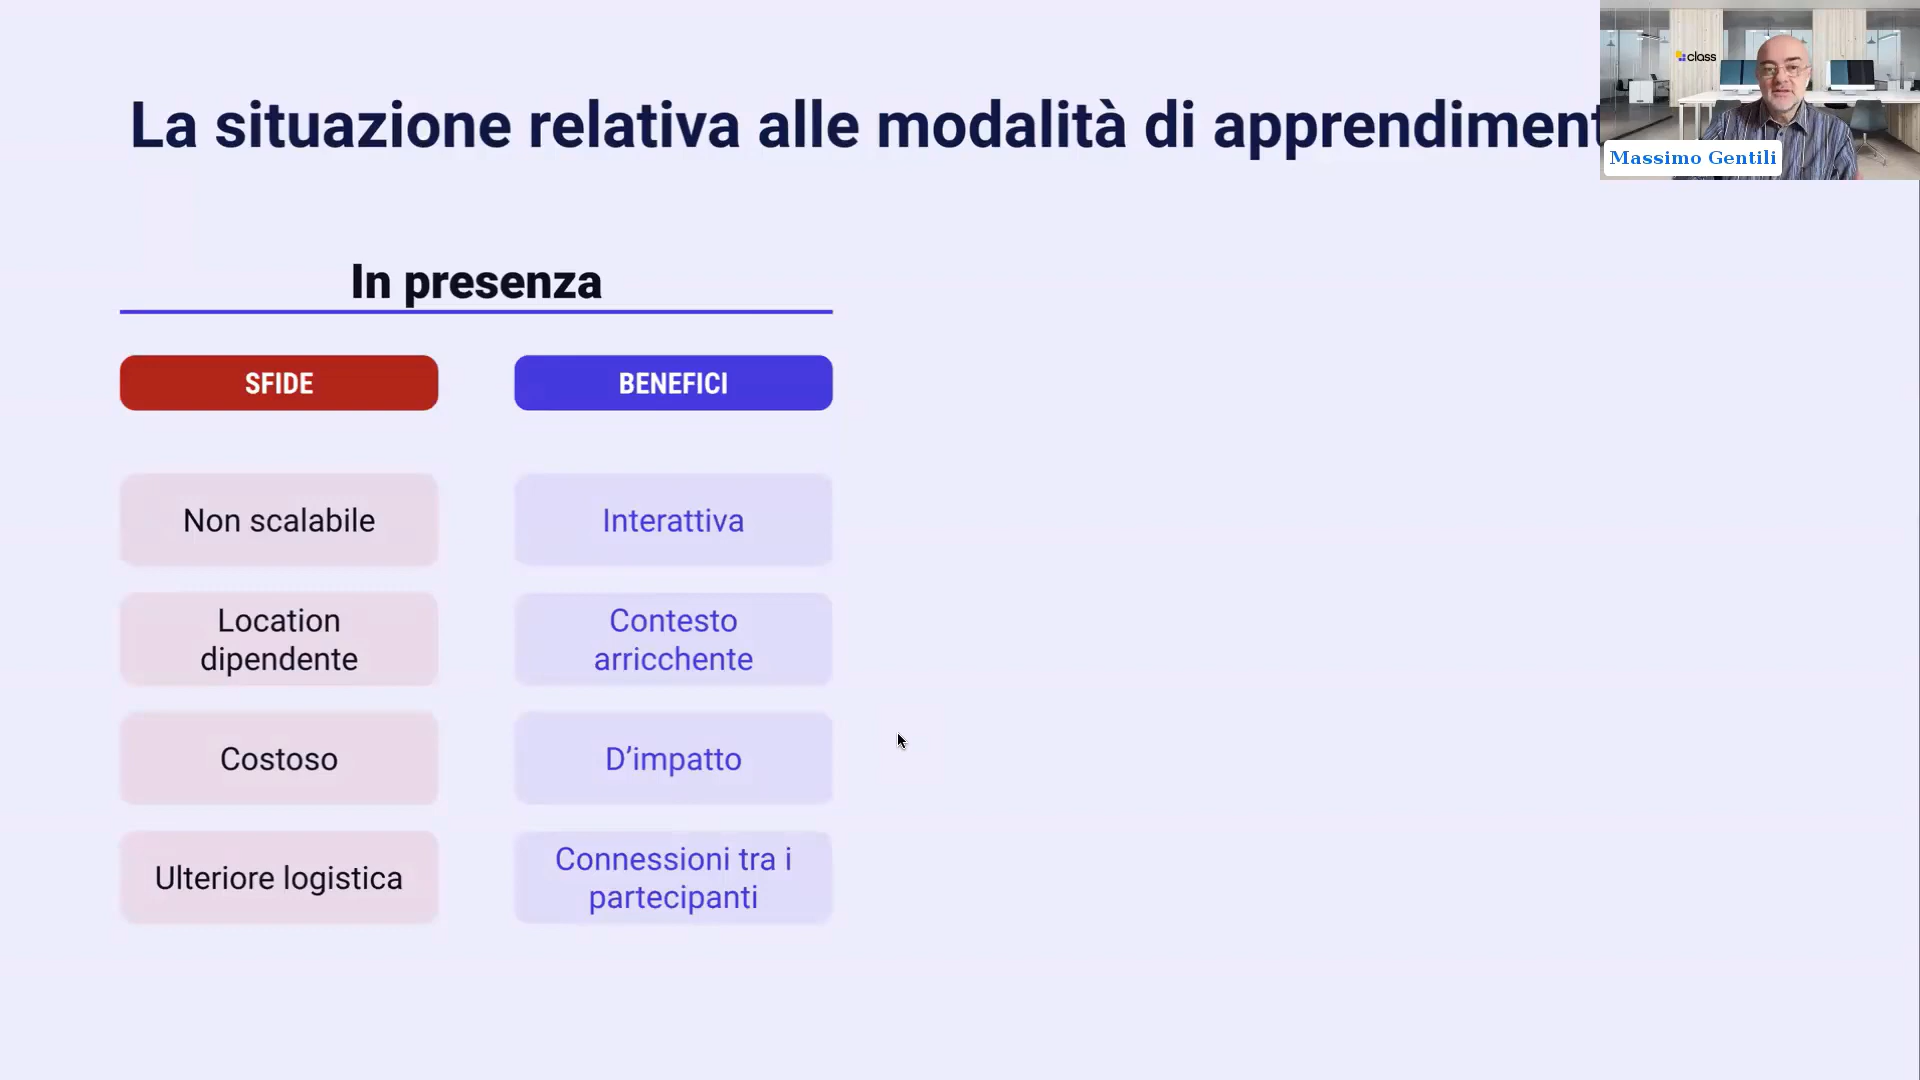 La situazione relativa alle modalità di apprendiment
class
Massimo Gentili
In presenza
SFIDE
BENEFICI
Non scalabile
Interattiva
Location
dipendente
Contesto
arricchente
Costoso
D’impatto
Ulteriore logistica
Connessioni tra i
partecipanti